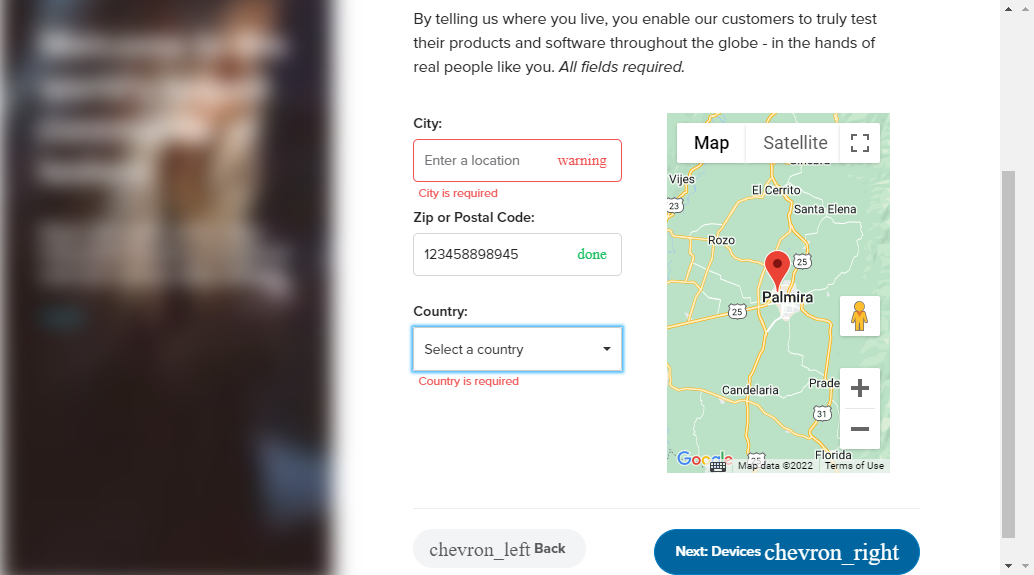 By telling us where you live, you enable our customers to truly test
their products and software throughout the globe - in the hands of
real people like you. All fields required.
City:
Enter a location warning
City is required
Zip or Postal Code:
123458898945 done
Country:
Select a country
Country is required
Map Satellite
Vijes
El Cerrito
23
Santa Elena
Rozo
25
Palmira
25
Candelaria
Prade
31
Florida
Google
Map data ©2022 Terms of Use
chevron_left Back
Next: Devices chevron_right